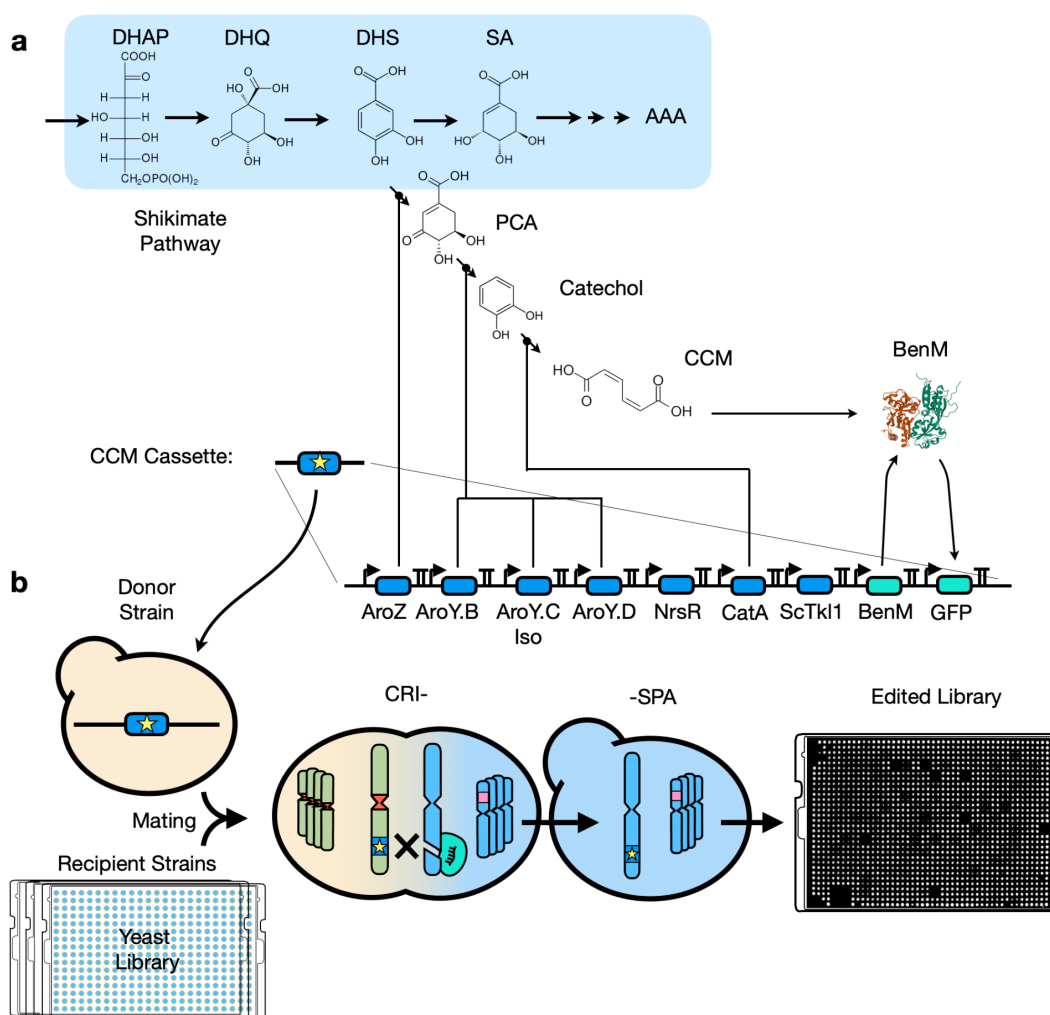 a
DHAP
DHQ
DHS
SA
COOH
O
H
H
HO
H
H
OH
H
OH
CH₂OPO(OH)₂
HO
O
OH
O
OH
OH
O
OH
OH
OH
O
OH
HO
OH
OH
AAA
Shikimate
Pathway
O
OH
O
OH
OH
PCA
OH
OH
Catechol
HO
O
O
OH
CCM
BenM
CCM Cassette:
AroZ
AroY.B
AroY.C
Iso
AroY.D
NrsR
CatA
ScTkl1
BenM
GFP
b
Donor
Strain
Mating
Recipient Strains
Yeast
Library
CRI-
-SPA
Edited Library